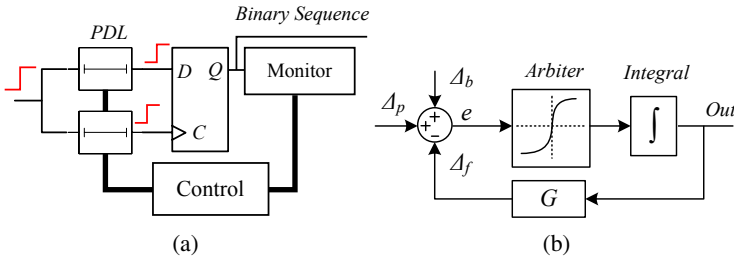 Binary Sequence
PDL
D
Q
Monitor
C
Control
(a)
Δb
Arbiter
Integral
Δp
+
+
−
e
∫
Out
Δf
G
(b)